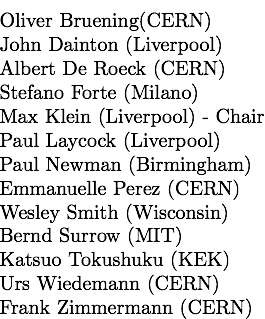 Oliver Bruening(CERN)
John Dainton (Liverpool)
Albert De Roeck (CERN)
Stefano Forte (Milano)
Max Klein (Liverpool) - Chair
Paul Laycock (Liverpool)
Paul Newman (Birmingham)
Emmanuelle Perez (CERN)
Wesley Smith (Wisconsin)
Bernd Surrow (MIT)
Katsuo Tokushuku (KEK)
Urs Wiedemann (CERN)
Frank Zimmermann (CERN)